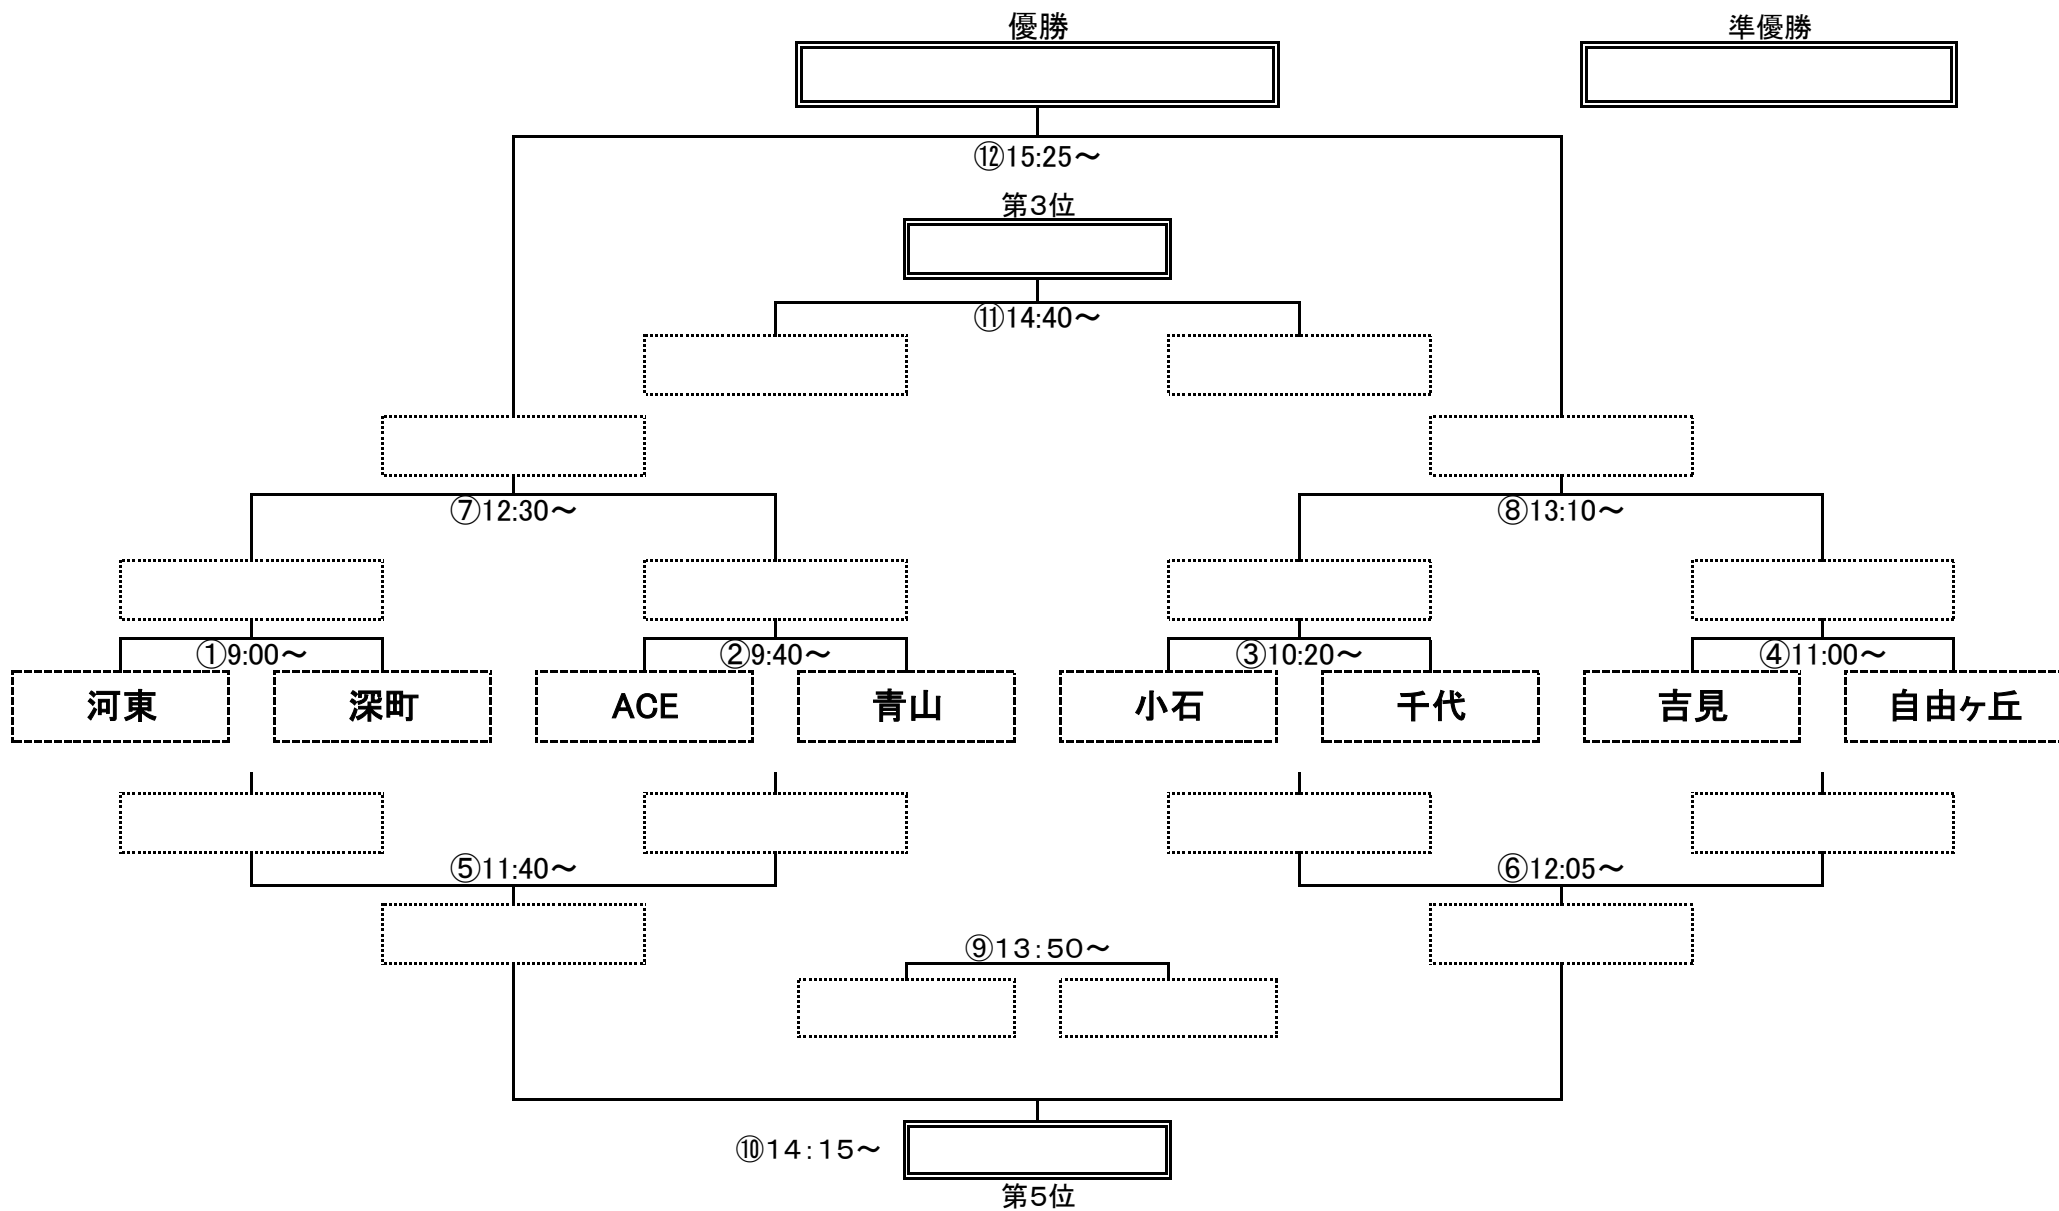 優勝
準優勝
⑫15:25～
第3位
⑪14:40～
⑦12:30～
⑧13:10～
①9:00～
②9:40～
③10:20～
④11:00～
河東
深町
ACE
青山
小石
千代
吉見
自由ヶ丘
⑤11:40～
⑥12:05～
⑨１３：５０～
⑩１４：１５～
第5位